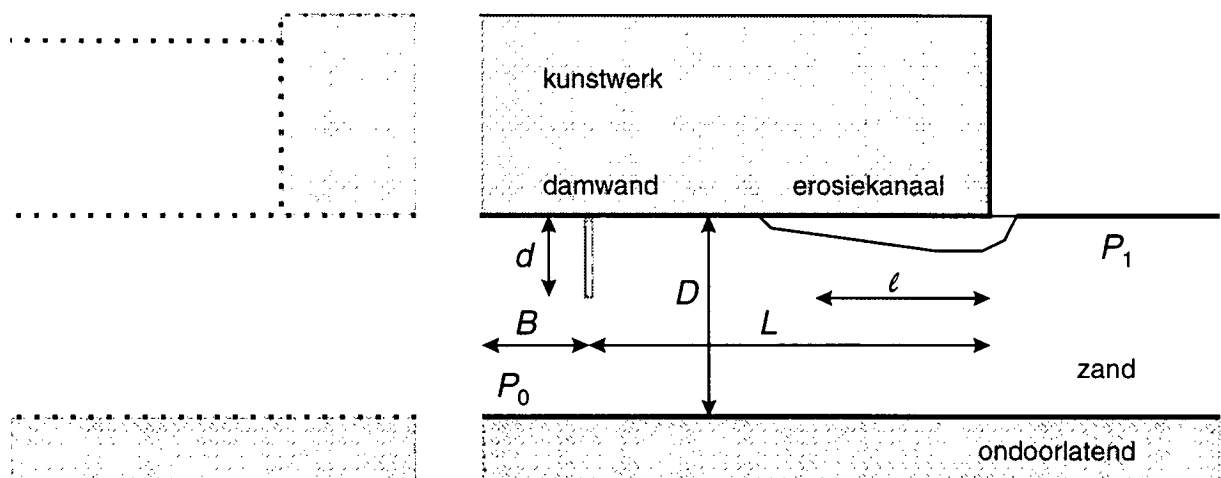 kunstwerk
damwand erosiekanaal
d
P1
D
ℓ
B L
zand
P0
ondoorlatend